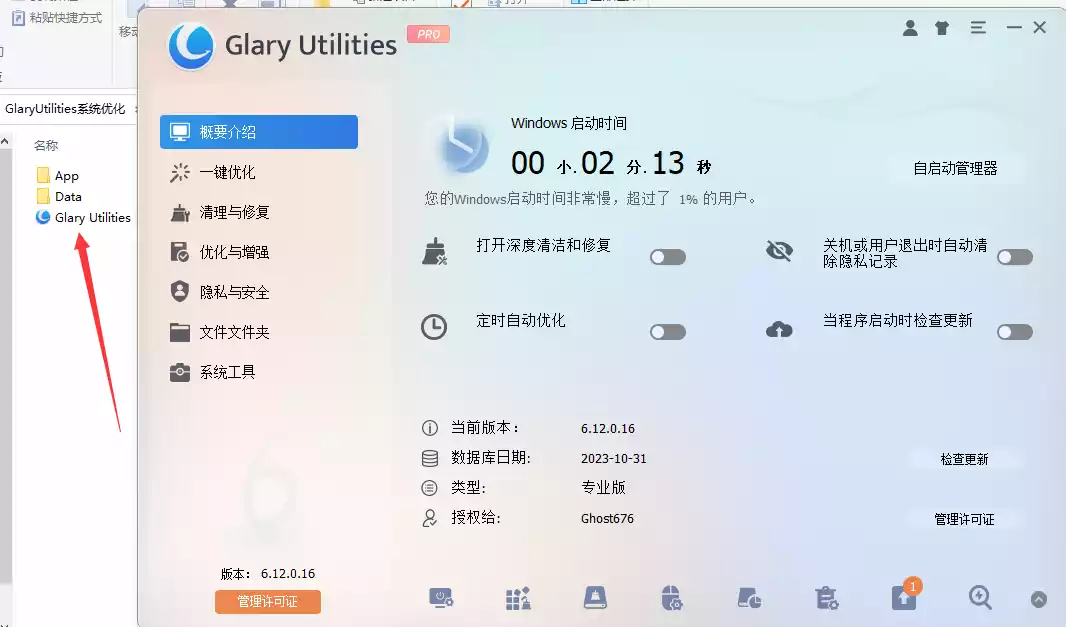 粘贴快捷方式
GlaryUtilities系统优化
名称
App
Data
Glary Utilities
Glary Utilities
PRO
概要介绍
一键优化
清理与修复
优化与增强
隐私与安全
文件文件夹
系统工具
版本: 6.12.0.16
管理许可证
Windows 启动时间
00 小. 02 分. 13 秒
自启动管理器
您的Windows启动时间非常慢，超过了 1% 的用户。
打开深度清洁和修复
关机或用户退出时自动清
除隐私记录
定时自动优化
当程序启动时检查更新
当前版本： 6.12.0.16
数据库日期: 2023-10-31
检查更新
类型: 专业版
授权给: Ghost676
管理许可证
1